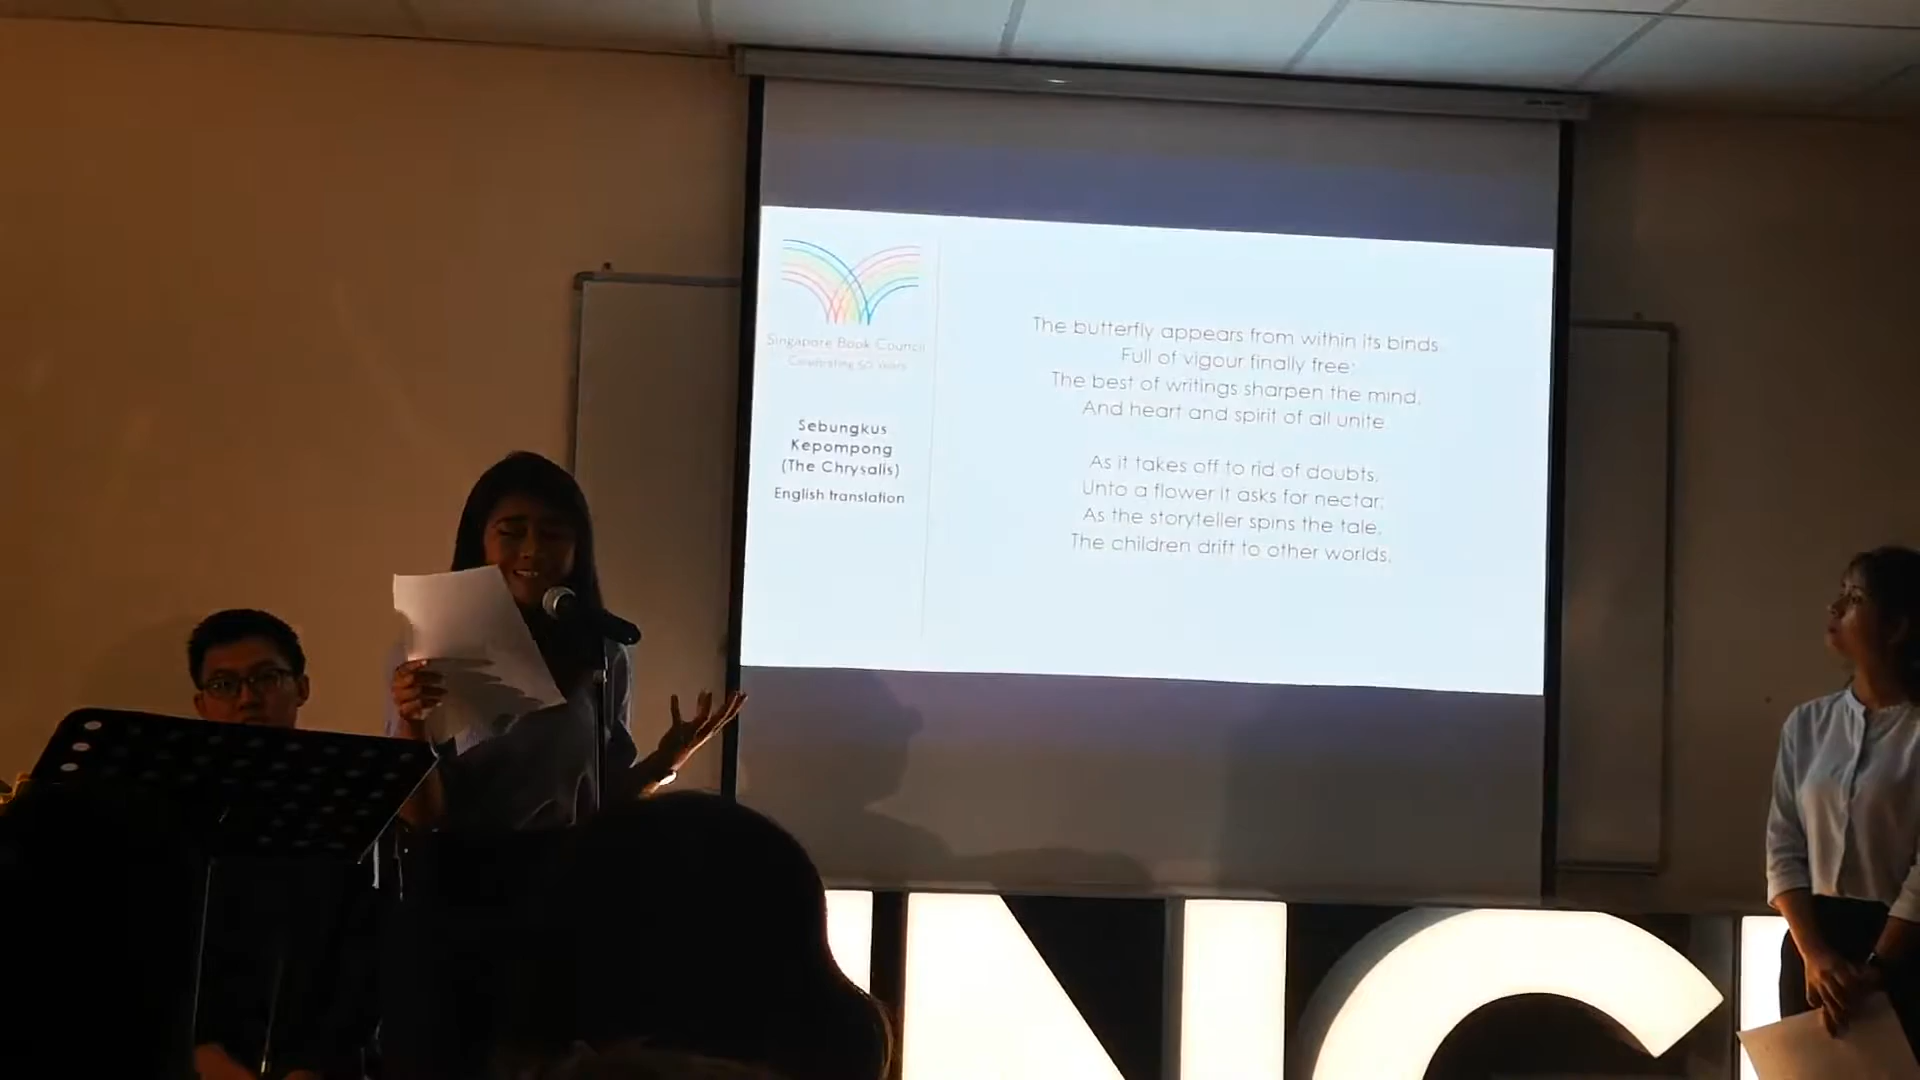 Singapore Book Council
Celebrating 50 Years
Sebungkus
Kepompong
(The Chrysalis)
English translation
The butterfly appears from within its binds
Full of vigour finally free;
The best of writings sharpen the mind,
And heart and spirit of all unite
As it takes off to rid of doubts,
Unto a flower it asks for nectar;
As the storyteller spins the tale,
The children drift to other worlds.